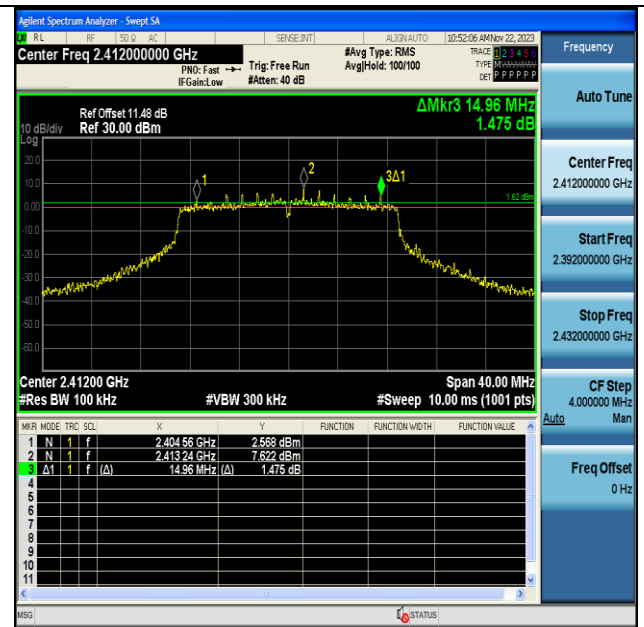 Agilent Spectrum Analyzer - Swept SA
RL RF 50 Ω AC SENSE:INT ALIGN AUTO 10:52:06 AM Nov 22, 2023
Center Freq 2.412000000 GHz
PNO: Fast
IFGain:Low
Trig: Free Run
#Atten: 40 dB
#Avg Type: RMS
Avg|Hold: 100/100
TRACE 1 2 3 4 5 6
TYPE
DET P P P P P P
Ref Offset 11.48 dB
10 dB/div Ref 30.00 dBm
Log
ΔMkr3 14.96 MHz
1.475 dB
20.0
10.0
0.00
-10.0
-20.0
-30.0
-40.0
-50.0
-60.0
1
2
3Δ1
1.62 dBm
Center 2.41200 GHz Span 40.00 MHz
#Res BW 100 kHz #VBW 300 kHz #Sweep 10.00 ms (1001 pts)
MKR MODE TRC SCL X Y FUNCTION FUNCTION WIDTH FUNCTION VALUE
1 N 1 f 2.404 56 GHz 2.568 dBm
2 N 1 f 2.413 24 GHz 7.622 dBm
3 Δ1 1 f (Δ) 14.96 MHz (Δ) 1.475 dB
4
5
6
7
8
9
10
11
MSG STATUS
Frequency
Auto Tune
Center Freq
2.412000000 GHz
Start Freq
2.392000000 GHz
Stop Freq
2.432000000 GHz
CF Step
4.000000 MHz
Auto Man
Freq Offset
0 Hz